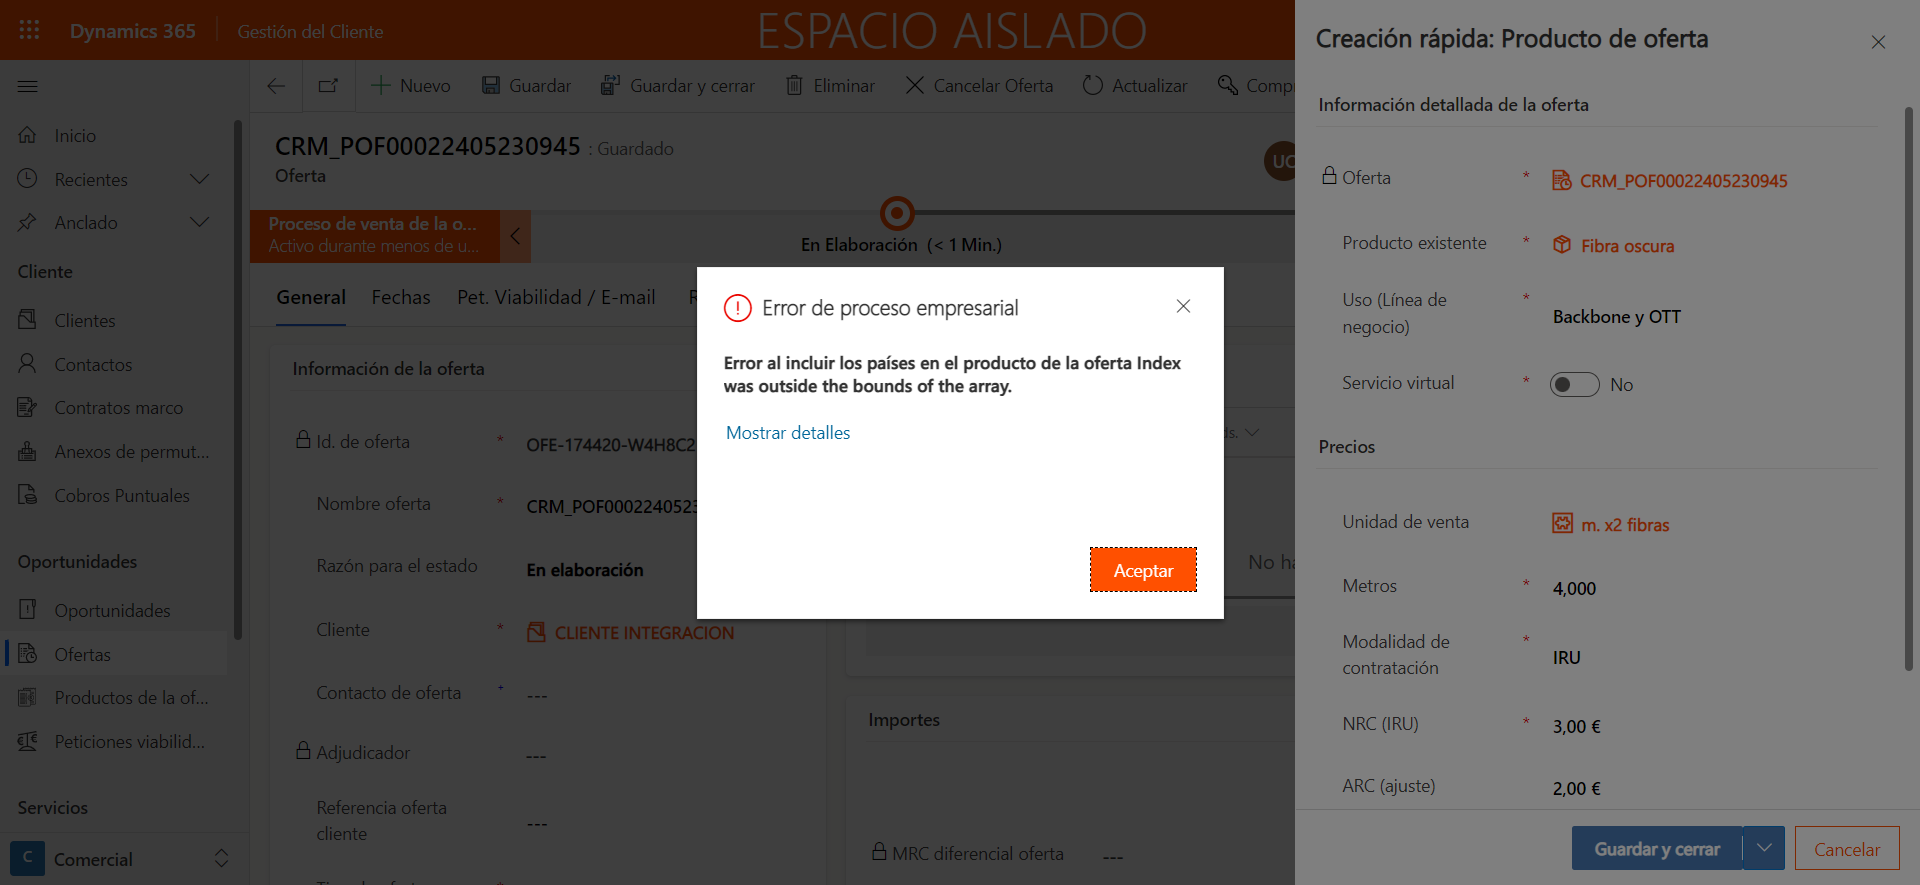 Dynamics 365
Gestión del Cliente
ESPACIO AISLADO
Nuevo
Guardar
Guardar y cerrar
Eliminar
Cancelar Oferta
Actualizar
Inicio
Recientes
Anclado
Cliente
Clientes
Contactos
Contratos marco
Anexos de permut...
Cobros Puntuales
Oportunidades
Oportunidades
Ofertas
Productos de la of...
Peticiones viabilid...
Servicios
C
Comercial
CRM_POF00022405230945 : Guardado
Oferta
UC
Proceso de venta de la o...
Activo durante menos de u...
En Elaboración (< 1 Min.)
General
Fechas
Pet. Viabilidad / E-mail
Información de la oferta
Id. de oferta * OFE-174420-W4H8C2
Nombre oferta * CRM_POF0002240523
Razón para el estado En elaboración
Cliente * CLIENTE INTEGRACION
Contacto de oferta + ---
Adjudicador ---
Referencia oferta
cliente ---
No ha
Importes
MRC diferencial oferta ---
Error de proceso empresarial
Error al incluir los países en el producto de la oferta Index
was outside the bounds of the array.
Mostrar detalles
Aceptar
Creación rápida: Producto de oferta
Información detallada de la oferta
Oferta * CRM_POF00022405230945
Producto existente * Fibra oscura
Uso (Línea de
negocio) * Backbone y OTT
Servicio virtual * No
Precios
Unidad de venta m. x2 fibras
Metros * 4,000
Modalidad de
contratación * IRU
NRC (IRU) * 3,00 €
ARC (ajuste) 2,00 €
Guardar y cerrar
Cancelar